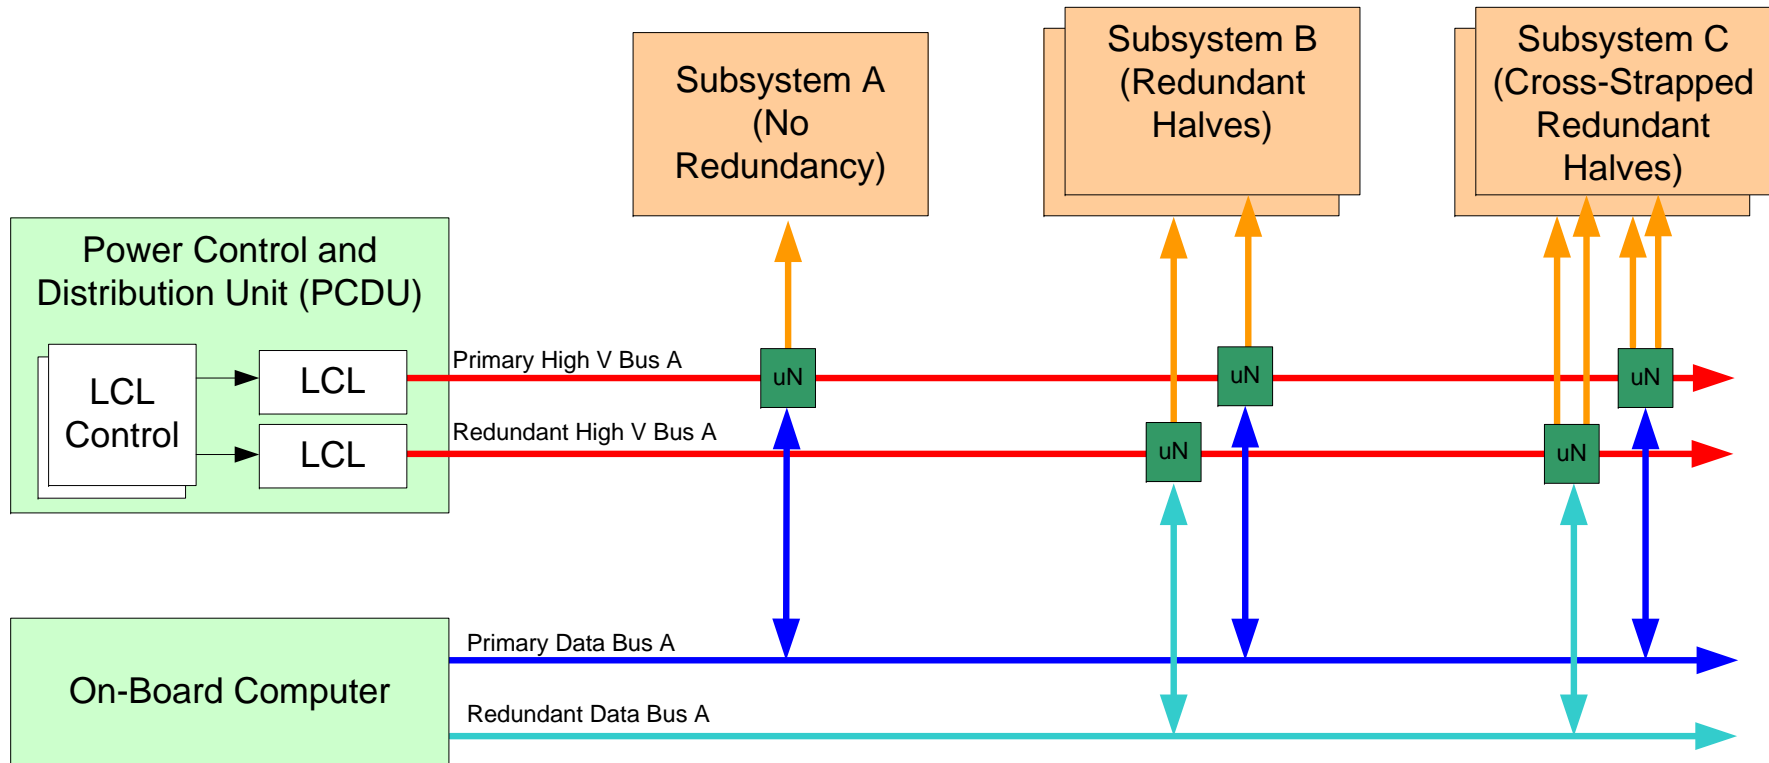 Subsystem A
(No
Redundancy)
Subsystem B
(Redundant
Halves)
Subsystem C
(Cross-Strapped
Redundant
Halves)
Power Control and
Distribution Unit (PCDU)
LCL
Control
LCL
LCL
Primary High V Bus A
Redundant High V Bus A
uN
uN
uN
uN
uN
On-Board Computer
Primary Data Bus A
Redundant Data Bus A